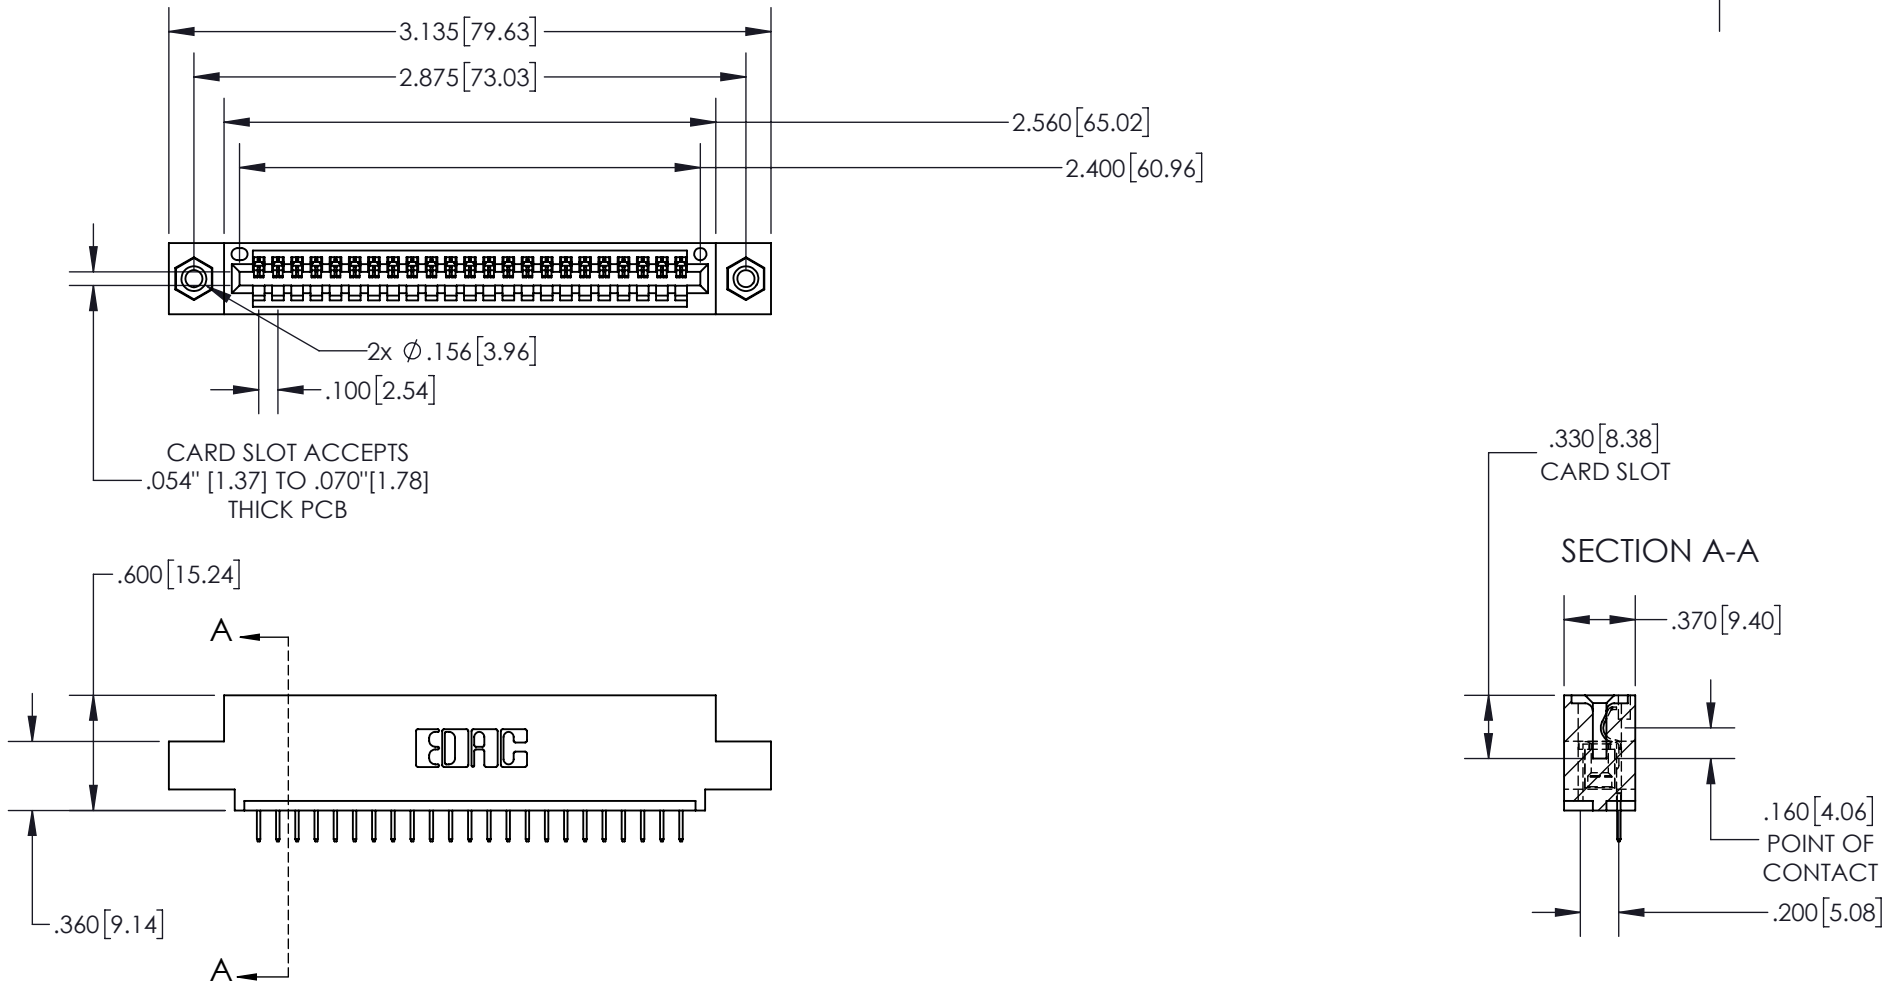 3.135[79.63]
2.875[73.03]
2.560[65.02]
2.400[60.96]
2x Ø.156[3.96]
.100[2.54]
CARD SLOT ACCEPTS
.054" [1.37] TO .070"[1.78]
THICK PCB
.330[8.38]
CARD SLOT
SECTION A-A
.600[15.24]
A
.370[9.40]
EDAC
.160[4.06]
POINT OF
CONTACT
.200[5.08]
.360[9.14]
A